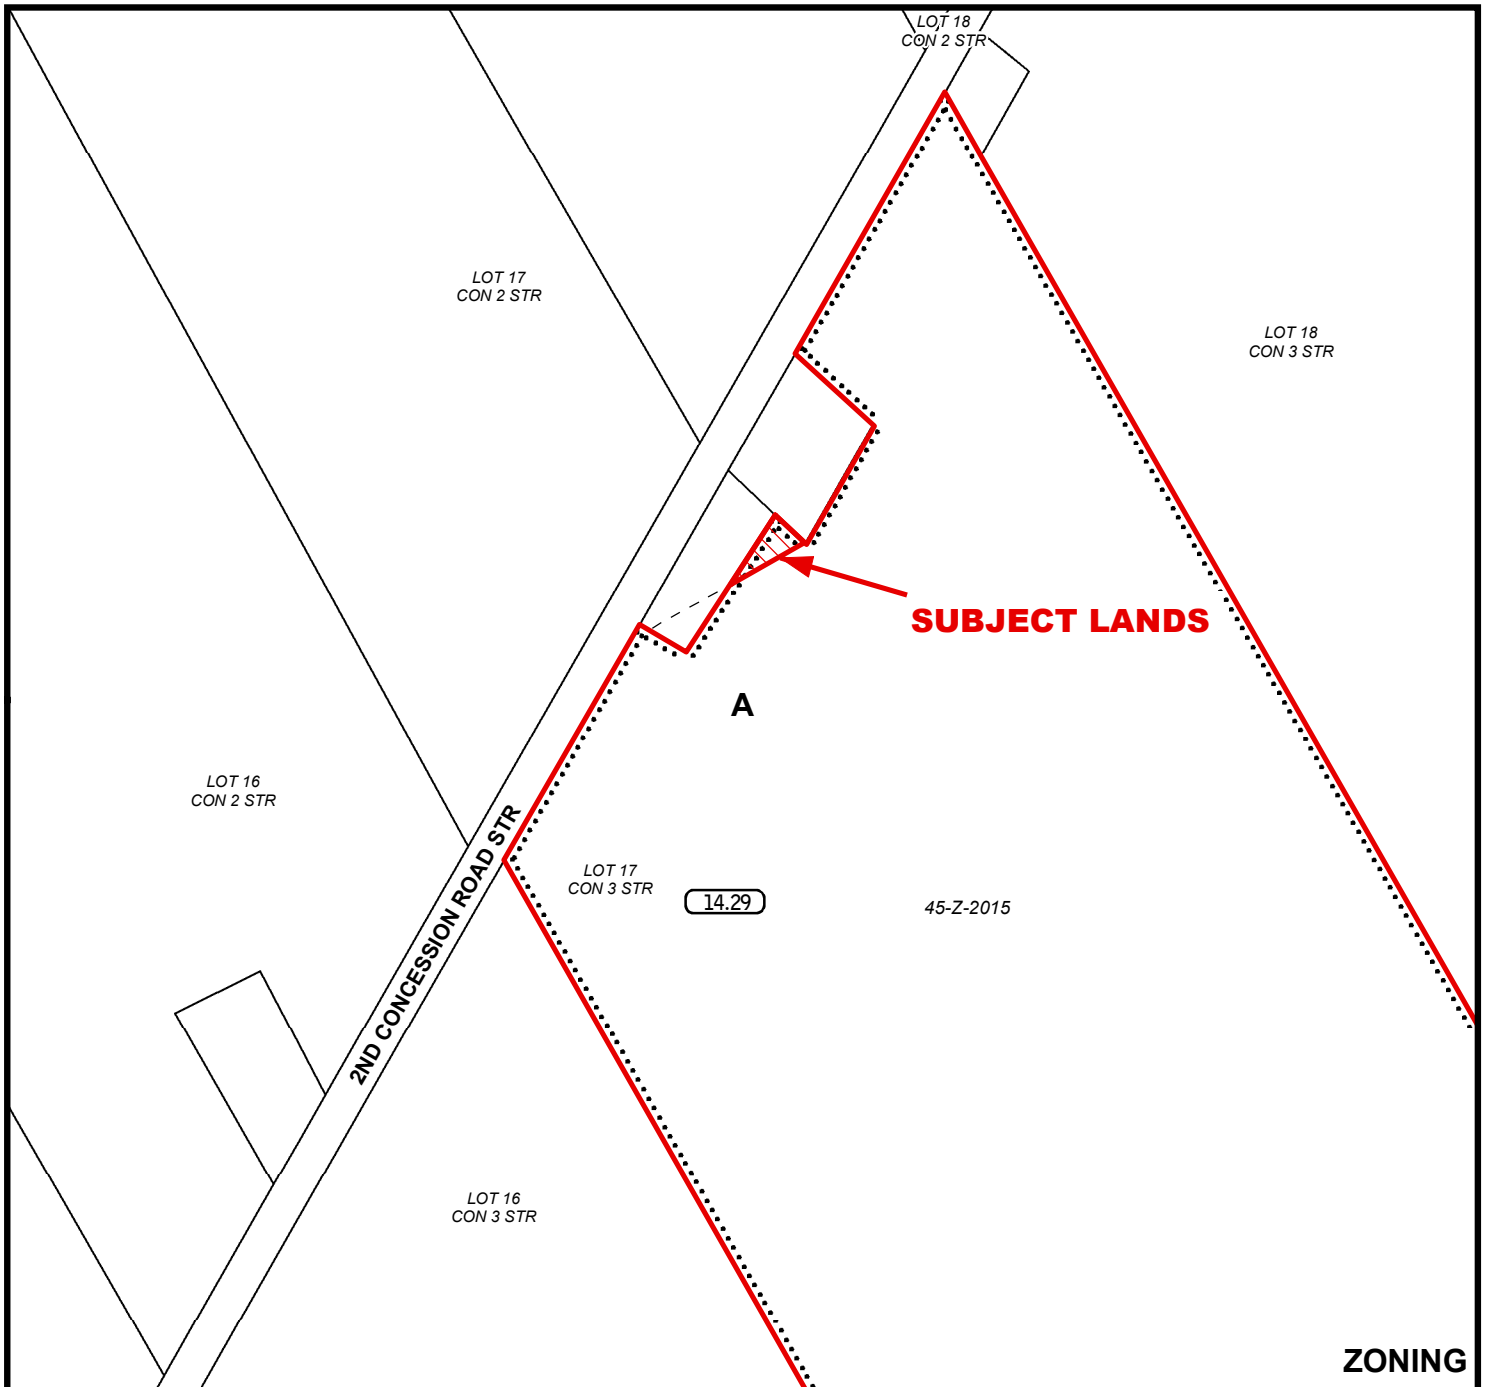 LOT 18
CON 2 STR
LOT 17
CON 2 STR
LOT 18
CON 3 STR
SUBJECT LANDS
A
LOT 16
CON 2 STR
2ND CONCESSION ROAD STR
LOT 17
CON 3 STR
14.29
45-Z-2015
LOT 16
CON 3 STR
ZONING